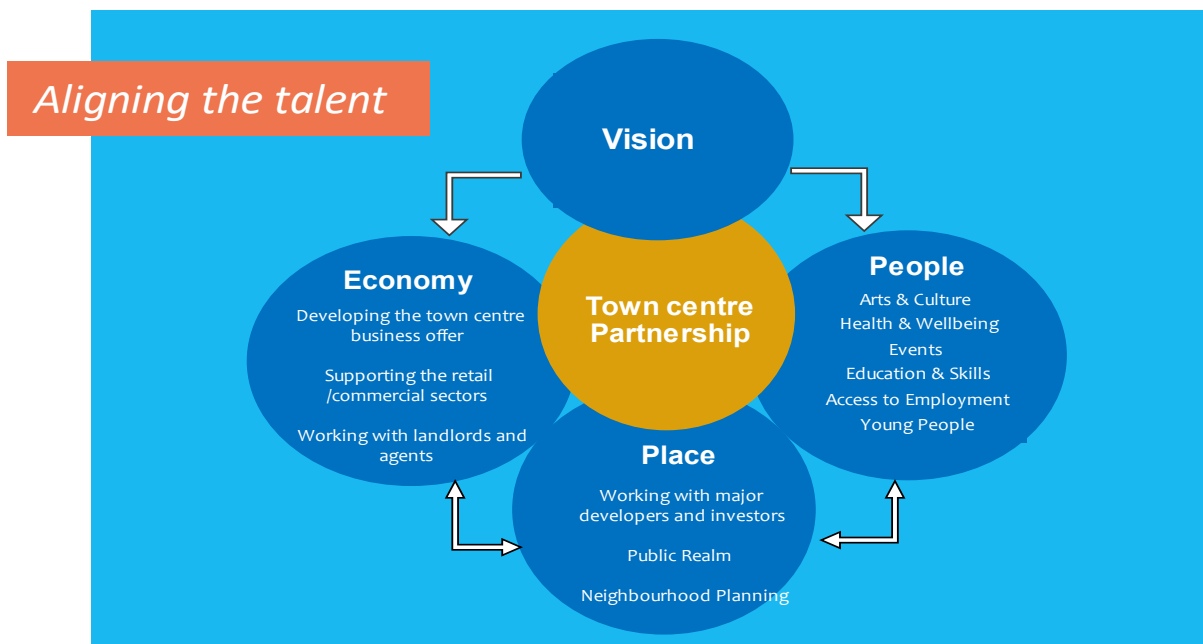 Aligning the talent
Vision
Economy
Developing the town centre
business offer
Supporting the retail
/commercial sectors
Working with landlords and
agents
Town centre
Partnership
People
Arts & Culture
Health & Wellbeing
Events
Education & Skills
Access to Employment
Young People
Place
Working with major
developers and investors
Public Realm
Neighbourhood Planning